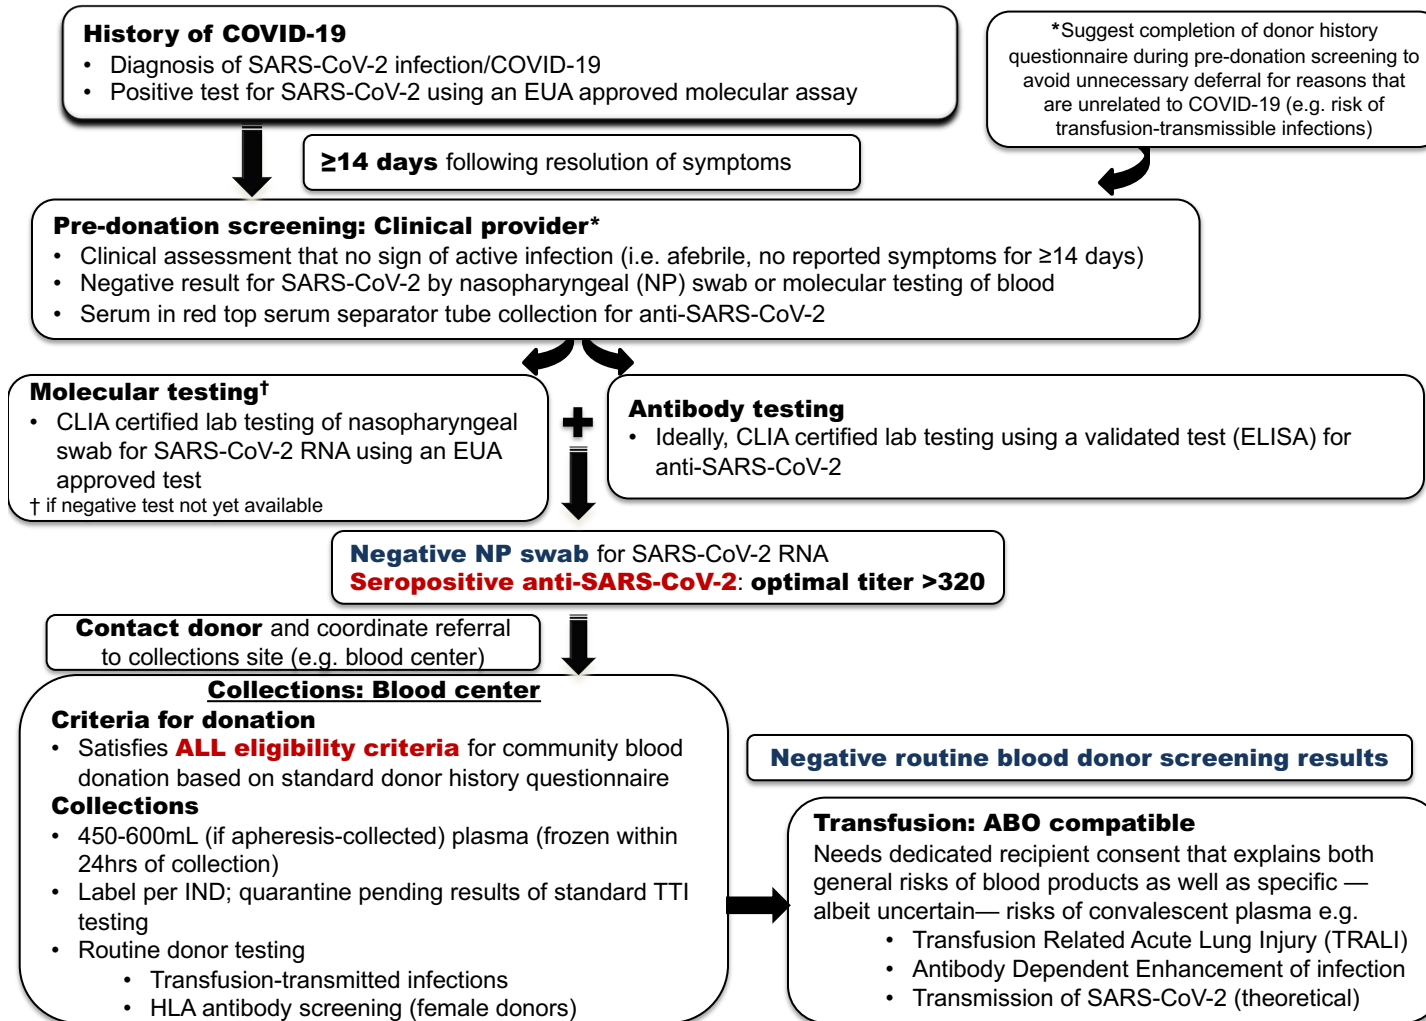 History of COVID-19
• Diagnosis of SARS-CoV-2 infection/COVID-19
• Positive test for SARS-CoV-2 using an EUA approved molecular assay
*Suggest completion of donor history
questionnaire during pre-donation screening to
avoid unnecessary deferral for reasons that
are unrelated to COVID-19 (e.g. risk of
transfusion-transmissible infections)
≥14 days following resolution of symptoms
Pre-donation screening: Clinical provider*
• Clinical assessment that no sign of active infection (i.e. afebrile, no reported symptoms for ≥14 days)
• Negative result for SARS-CoV-2 by nasopharyngeal (NP) swab or molecular testing of blood
• Serum in red top serum separator tube collection for anti-SARS-CoV-2
Molecular testing†
• CLIA certified lab testing of nasopharyngeal
swab for SARS-CoV-2 RNA using an EUA
approved test
† if negative test not yet available
+
Antibody testing
• Ideally, CLIA certified lab testing using a validated test (ELISA) for
anti-SARS-CoV-2
Negative NP swab for SARS-CoV-2 RNA
Seropositive anti-SARS-CoV-2: optimal titer >320
Contact donor and coordinate referral
to collections site (e.g. blood center)
Collections: Blood center
Criteria for donation
• Satisfies ALL eligibility criteria for community blood
donation based on standard donor history questionnaire
Collections
• 450-600mL (if apheresis-collected) plasma (frozen within
24hrs of collection)
• Label per IND; quarantine pending results of standard TTI
testing
• Routine donor testing
• Transfusion-transmitted infections
• HLA antibody screening (female donors)
Negative routine blood donor screening results
Transfusion: ABO compatible
Needs dedicated recipient consent that explains both
general risks of blood products as well as specific —
albeit uncertain— risks of convalescent plasma e.g.
• Transfusion Related Acute Lung Injury (TRALI)
• Antibody Dependent Enhancement of infection
• Transmission of SARS-CoV-2 (theoretical)